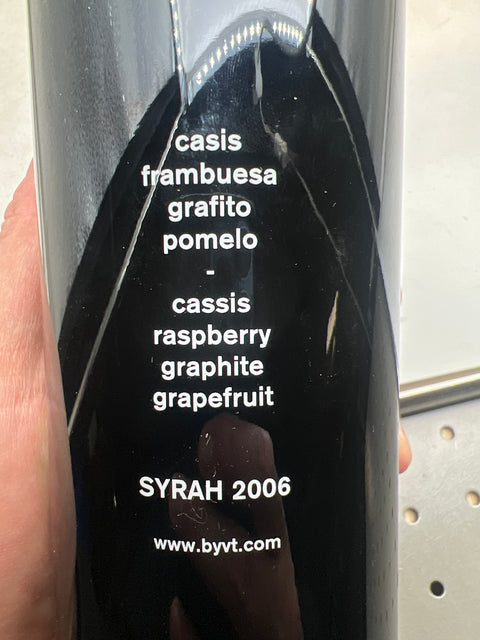 casis
frambuesa
grafito
pomelo
-
cassis
raspberry
graphite
grapefruit
SYRAH 2006
www.byvt.com